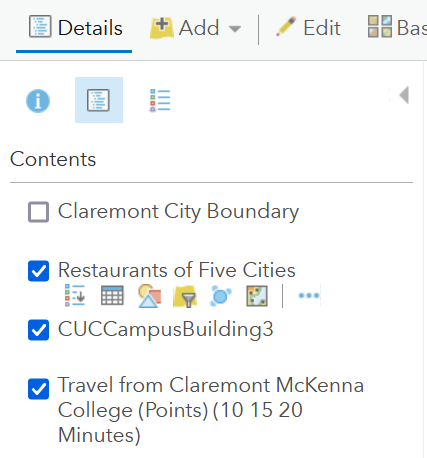 Details Add Edit Bas
Contents
Claremont City Boundary
Restaurants of Five Cities
CUCCampusBuilding3
Travel from Claremont McKenna
College (Points) (10 15 20
Minutes)